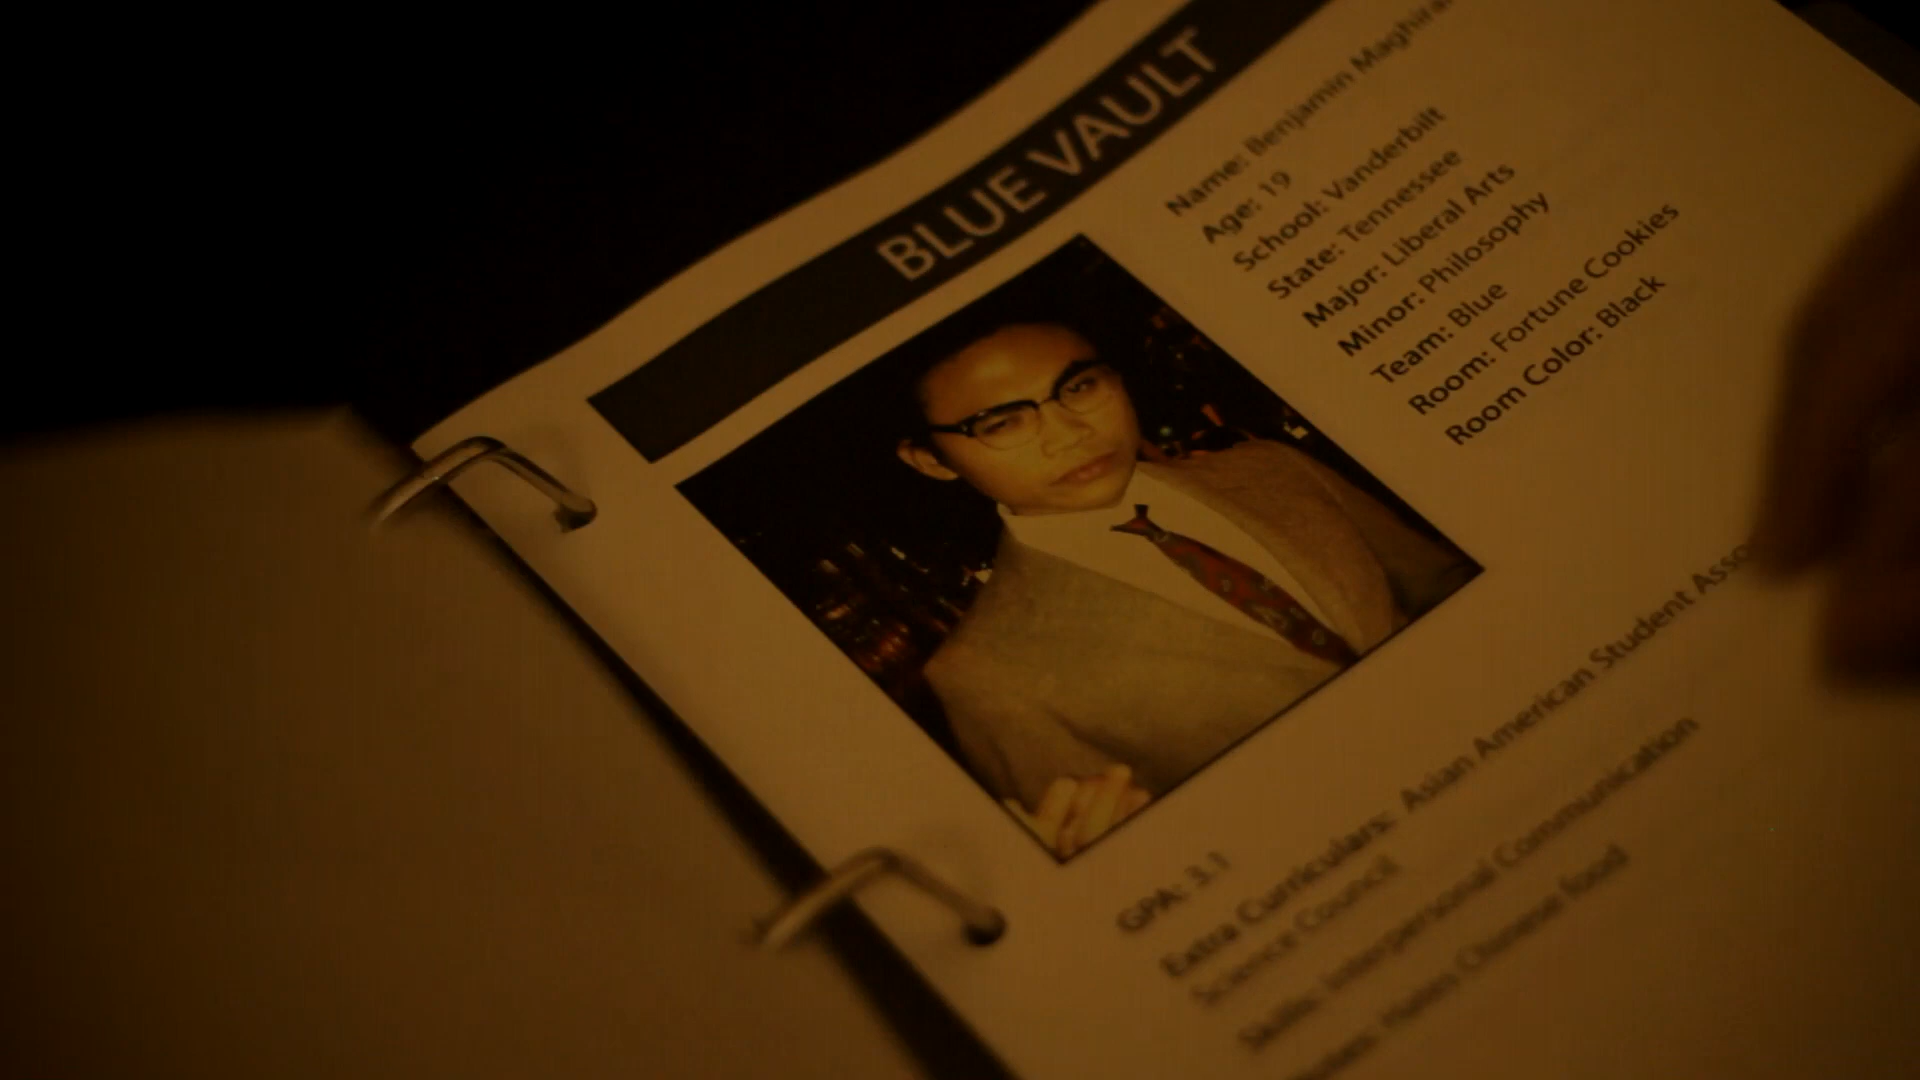 BLUE VAULT
Name: Benjamin
Age: 19
School: Vanderbilt
State: Tennessee
Major: Liberal Arts
Minor: Philosophy
Team: Blue
Room: Fortune Cookies
Room Color: Black
GPA: 3.1
Extra Curriculars: Asian American Student
Science Council
Skills: Interpersonal Communication
Hates Chinese food